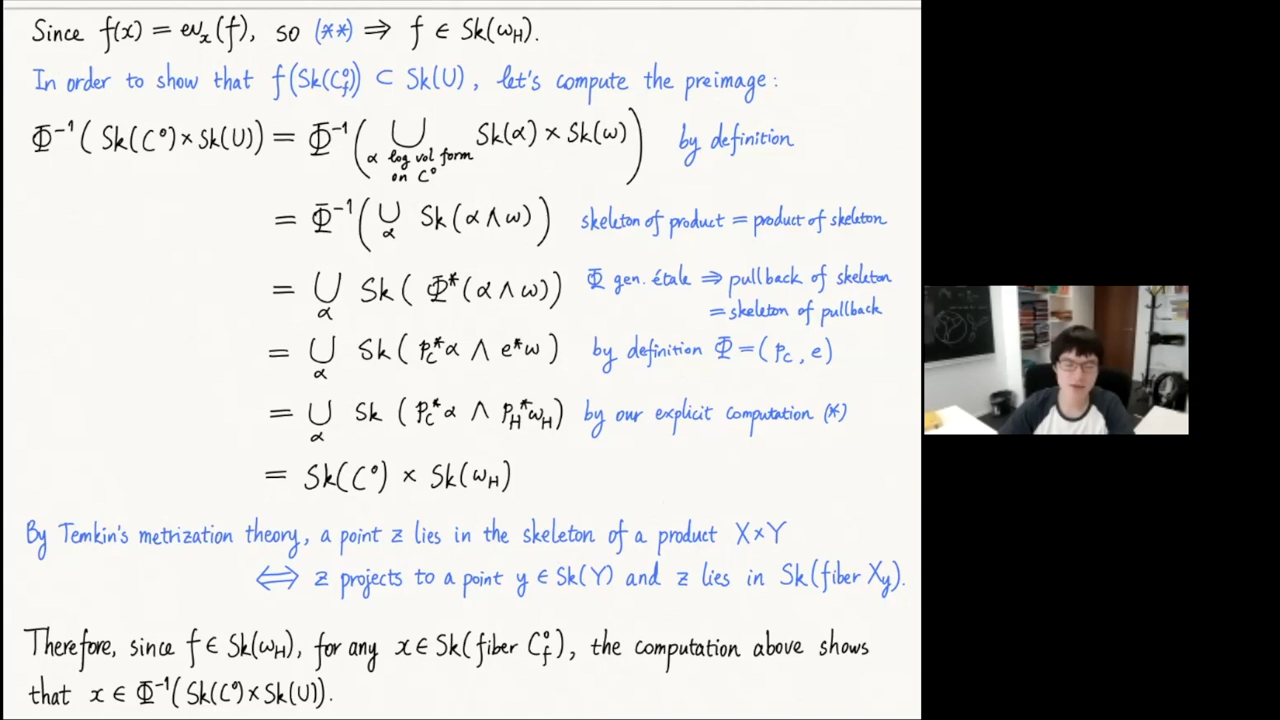 Since f(x) = ev_x(f), so (**) ⇒ f ∈ Sk(ω_H).
In order to show that f(Sk(C_f°)) ⊂ Sk(U), let's compute the preimage:
Φ⁻¹(Sk(C°)×Sk(U)) = Φ⁻¹(⋃ Sk(α)×Sk(ω)) by definition
α log vol form
on C°
= Φ⁻¹(⋃_α Sk(α∧ω)) skeleton of product = product of skeleton
= ⋃_α Sk(Φ*(α∧ω)) Φ gen. étale ⇒ pullback of skeleton
= skeleton of pullback
= ⋃_α Sk(p_C*α ∧ e*ω) by definition Φ = (p_C, e)
= ⋃_α Sk(p_C*α ∧ p_H*ω_H) by our explicit computation (*)
= Sk(C°) × Sk(ω_H)
By Temkin's metrization theory, a point z lies in the skeleton of a product X×Y
⟺ z projects to a point y ∈ Sk(Y) and z lies in Sk(fiber X_y).
Therefore, since f ∈ Sk(ω_H), for any x ∈ Sk(fiber C_f°), the computation above shows
that x ∈ Φ⁻¹(Sk(C°)×Sk(U)).